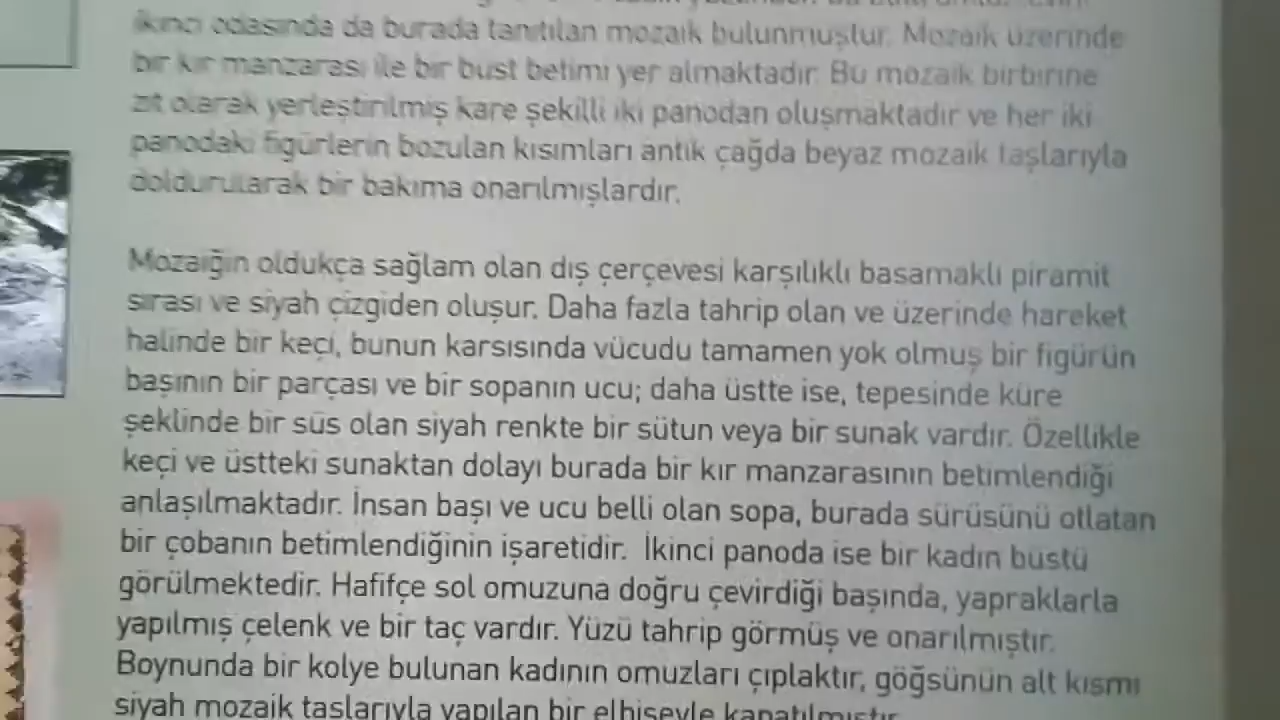 ikinci odasında da burada tanıtılan mozaik bulunmuştur. Mozaik üzerinde
bir kır manzarası ile bir büst betimi yer almaktadır. Bu mozaik birbirine
zıt olarak yerleştirilmiş kare şekilli iki panodan oluşmaktadır ve her iki
panodaki figürlerin bozulan kısımları antik çağda beyaz mozaik taşlarıyla
doldurularak bir bakıma onarılmışlardır.
Mozaiğin oldukça sağlam olan dış çerçevesi karşılıklı basamaklı piramit
sırası ve siyah çizgiden oluşur. Daha fazla tahrip olan ve üzerinde hareket
halinde bir keçi, bunun karsısında vücudu tamamen yok olmuş bir figürün
başının bir parçası ve bir sopanın ucu; daha üstte ise, tepesinde küre
şeklinde bir süs olan siyah renkte bir sütun veya bir sunak vardır. Özellikle
keçi ve üstteki sunaktan dolayı burada bir kır manzarasının betimlendiği
anlaşılmaktadır. İnsan başı ve ucu belli olan sopa, burada sürüsünü otlatan
bir çobanın betimlendiğinin işaretidir. İkinci panoda ise bir kadın büstü
görülmektedir. Hafifçe sol omuzuna doğru çevirdiği başında, yapraklarla
yapılmış çelenk ve bir taç vardır. Yüzü tahrip görmüş ve onarılmıştır.
Boynunda bir kolye bulunan kadının omuzları çıplaktır, göğsünün alt kısmı
siyah mozaik taşlarıyla yapılan bir elbiseyle kapatılmıştır.